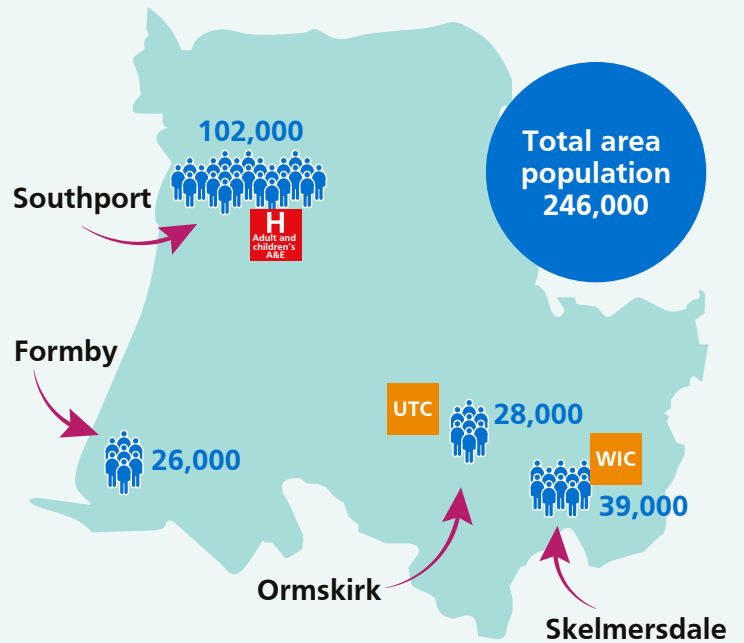 102,000
Total area
population
246,000
Southport
H
Adult and
children's
A&E
Formby
UTC
28,000
WIC
26,000
39,000
Ormskirk
Skelmersdale